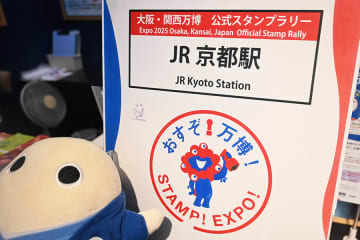 大阪・関西万博　公式スタンプラリー
Expo 2025 Osaka, Kansai, Japan Official Stamp Rally
JR 京都駅
JR Kyoto Station
おすぞ！万博！
STAMP! EXPO!